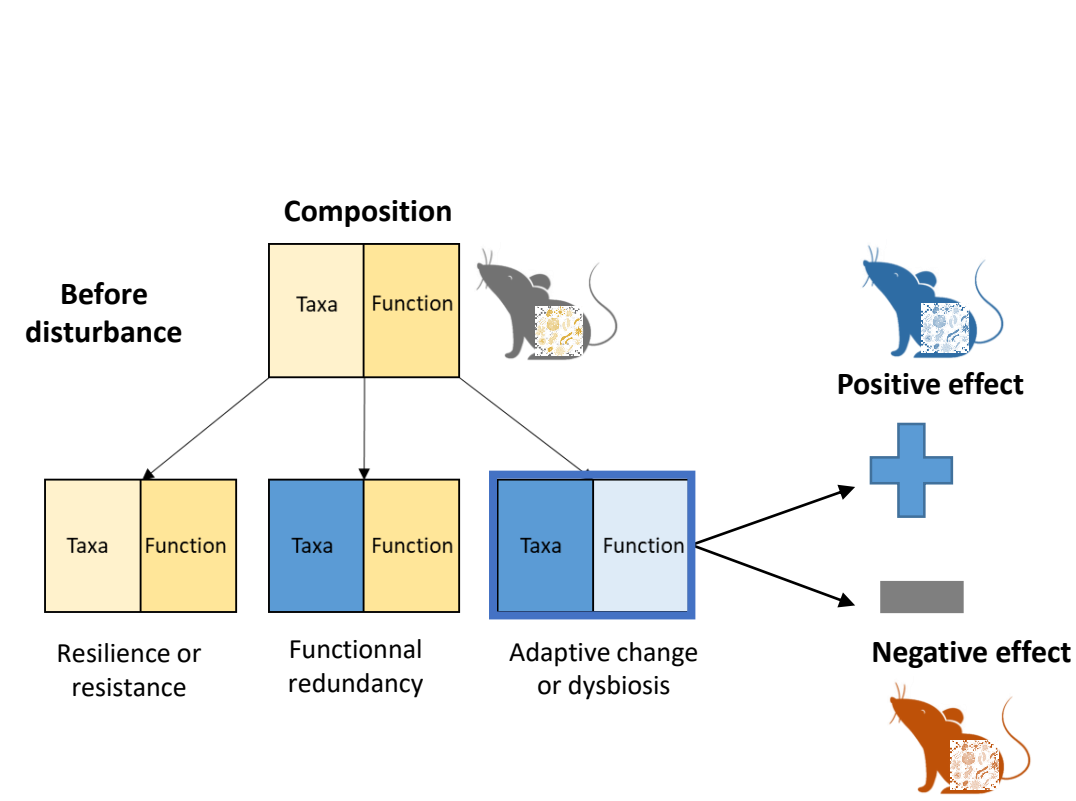 Composition
Before
disturbance
Taxa
Function
Positive effect
Taxa
Function
Taxa
Function
Taxa
Function
Resilience or
resistance
Functionnal
redundancy
Adaptive change
or dysbiosis
Negative effect